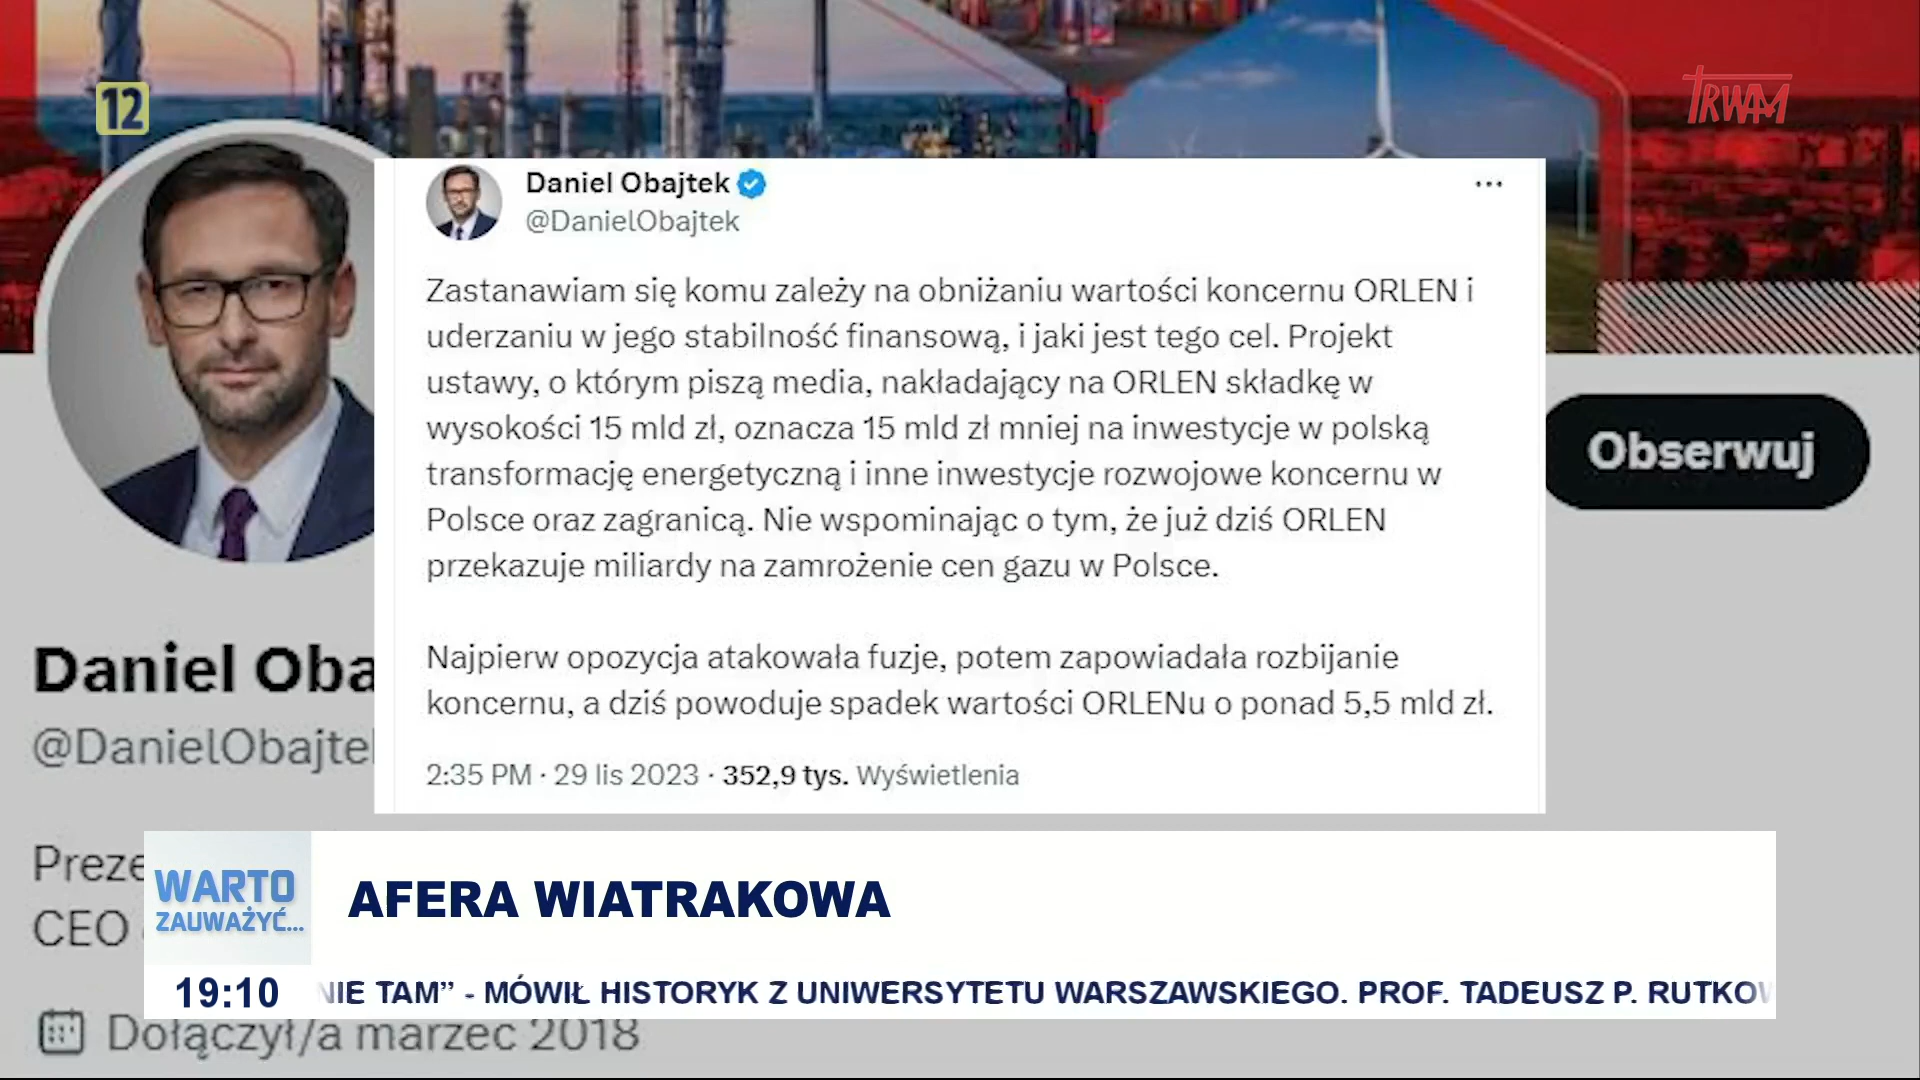 12
TRWAM
Daniel Obajtek
@DanielObajtek
Zastanawiam się komu zależy na obniżaniu wartości koncernu ORLEN i
uderzaniu w jego stabilność finansową, i jaki jest tego cel. Projekt
ustawy, o którym piszą media, nakładający na ORLEN składkę w
wysokości 15 mld zł, oznacza 15 mld zł mniej na inwestycje w polską
transformację energetyczną i inne inwestycje rozwojowe koncernu w
Polsce oraz zagranicą. Nie wspominając o tym, że już dziś ORLEN
przekazuje miliardy na zamrożenie cen gazu w Polsce.
Najpierw opozycja atakowała fuzje, potem zapowiadała rozbijanie
koncernu, a dziś powoduje spadek wartości ORLENu o ponad 5,5 mld zł.
2:35 PM · 29 lis 2023 · 352,9 tys. Wyświetlenia
Obserwuj
Daniel Oba
@DanielObajte
Preze
CEO
Dołączył/a marzec 2018
WARTO
ZAUWAŻYĆ...
AFERA WIATRAKOWA
19:10 NIE TAM” - MÓWIŁ HISTORYK Z UNIWERSYTETU WARSZAWSKIEGO. PROF. TADEUSZ P. RUTKOW